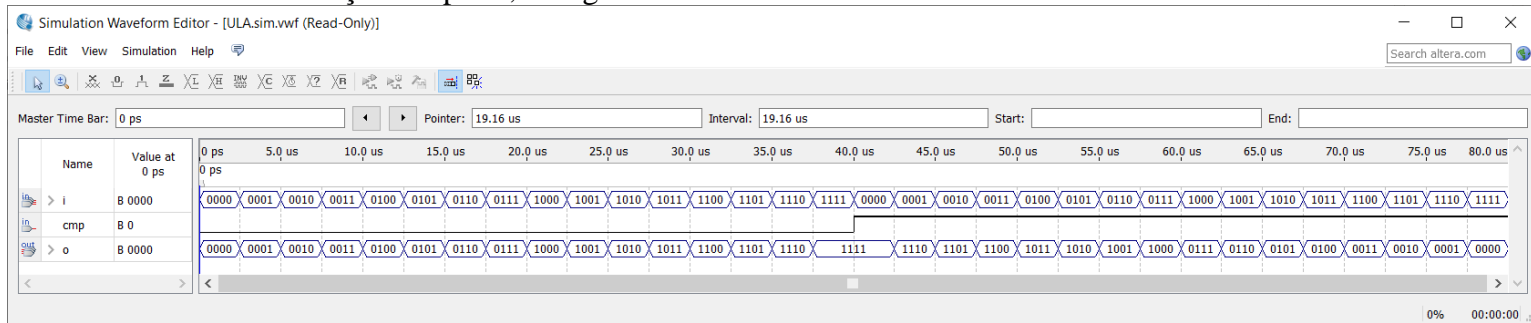 Simulation Waveform Editor - [ULA.sim.vwf (Read-Only)]
File Edit View Simulation Help
Search altera.com
Master Time Bar: 0 ps Pointer: 19.16 us Interval: 19.16 us Start: End:
Name Value at 0 ps
0 ps 5.0 us 10.0 us 15.0 us 20.0 us 25.0 us 30.0 us 35.0 us 40.0 us 45.0 us 50.0 us 55.0 us 60.0 us 65.0 us 70.0 us 75.0 us 80.0 us
0 ps
i B 0000 0000 0001 0010 0011 0100 0101 0110 0111 1000 1001 1010 1011 1100 1101 1110 1111 0000 0001 0010 0011 0100 0101 0110 0111 1000 1001 1010 1011 1100 1101 1110 1111
cmp B 0
o B 0000 0000 0001 0010 0011 0100 0101 0110 0111 1000 1001 1010 1011 1100 1101 1110 1111 1110 1101 1100 1011 1010 1001 1000 0111 0110 0101 0100 0011 0010 0001 0000
0% 00:00:00